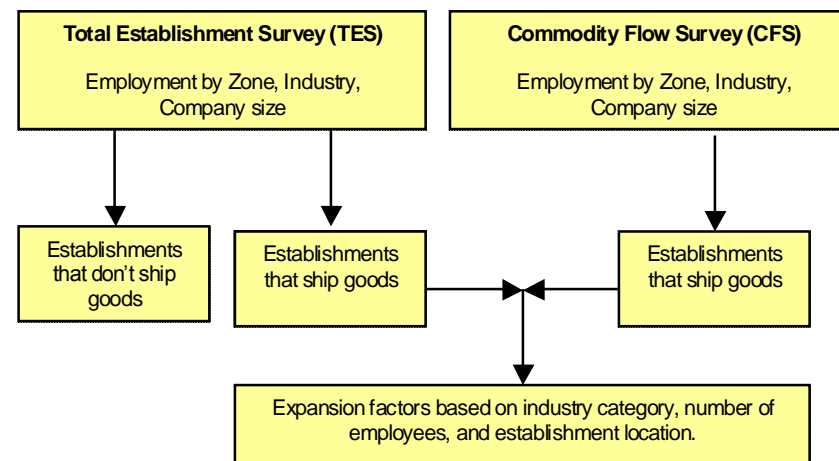 Total Establishment Survey (TES)
Employment by Zone, Industry,
Company size
Commodity Flow Survey (CFS)
Employment by Zone, Industry,
Company size
Establishments
that don't ship
goods
Establishments
that ship goods
Establishments
that ship goods
Expansion factors based on industry category, number of
employees, and establishment location.